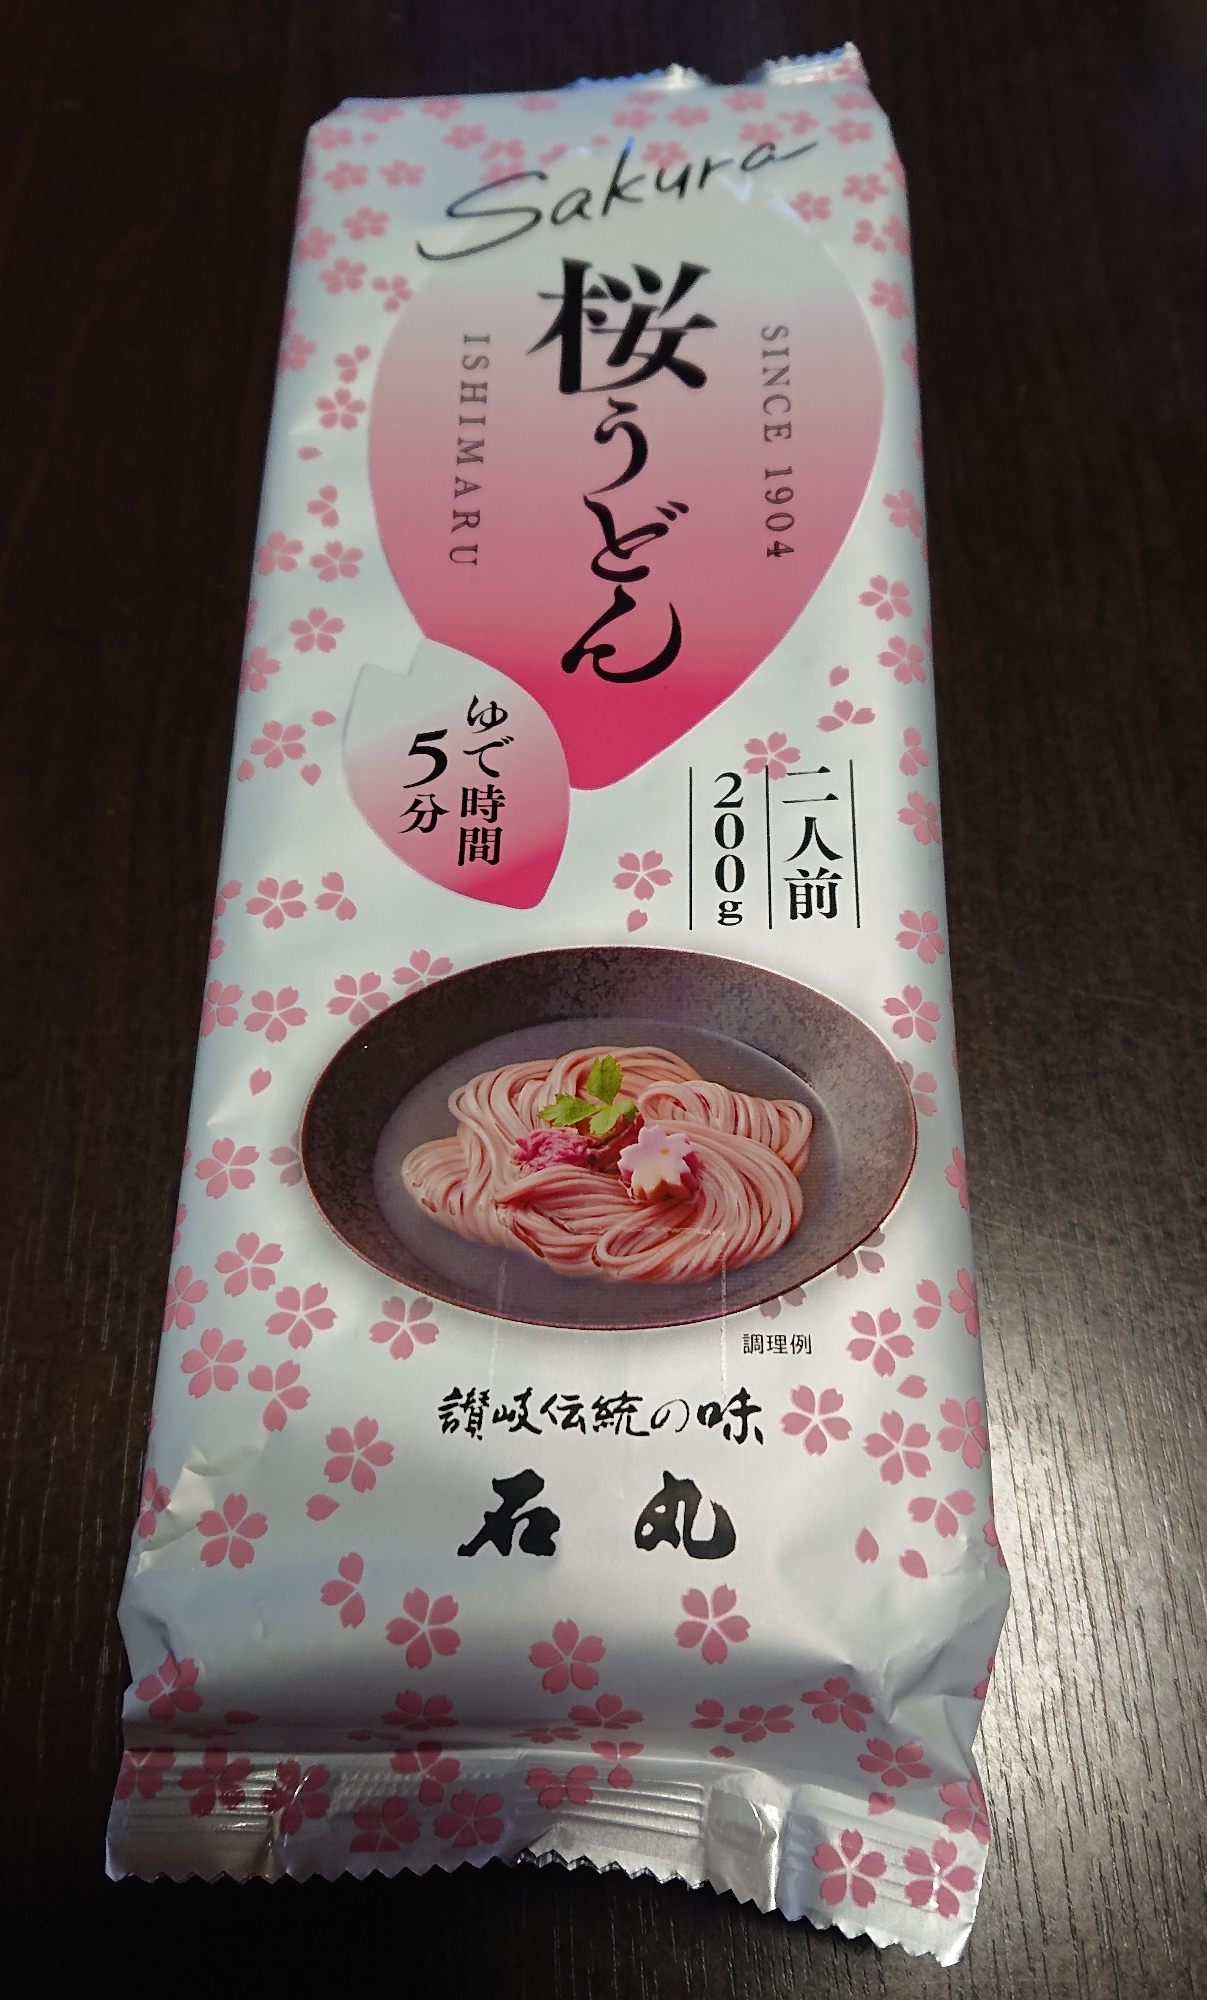 Sakura
桜うどん
SINCE 1904
ISHIMARU
ゆで時間
5分
二人前
200g
調理例
讃岐伝統の味
石丸